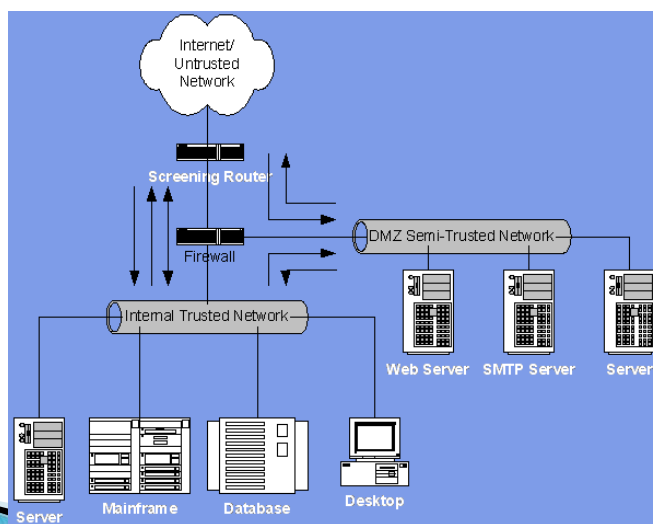 Internet/
Untrusted
Network
Screening Router
Firewall
DMZ Semi-Trusted Network
Internal Trusted Network
Web Server
SMTP Server
Server
Server
Mainframe
Database
Desktop